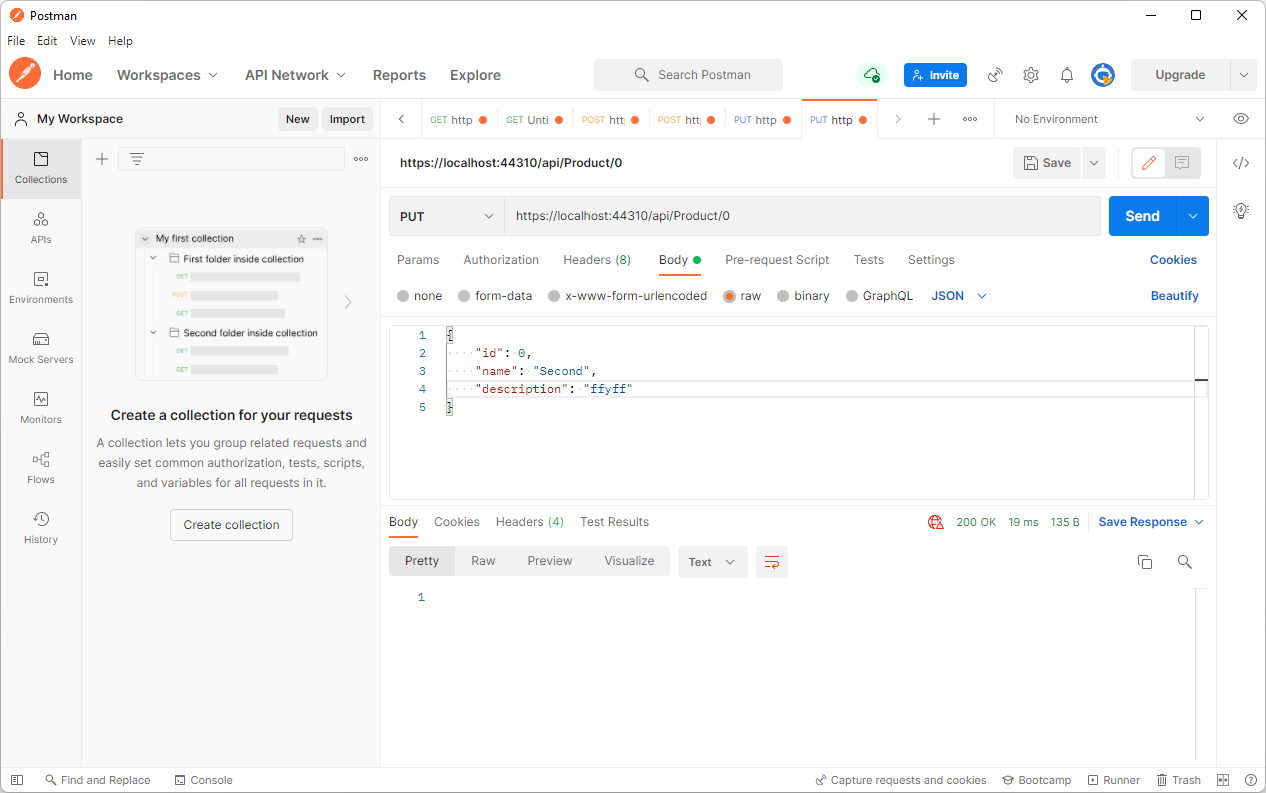 Postman
File Edit View Help
Home Workspaces API Network Reports Explore Search Postman Invite Upgrade
My Workspace New Import
GET http GET Unti POST htt POST htt PUT http PUT http No Environment
https://localhost:44310/api/Product/0 Save
PUT https://localhost:44310/api/Product/0 Send
Params Authorization Headers (8) Body Pre-request Script Tests Settings Cookies
none form-data x-www-form-urlencoded raw binary GraphQL JSON Beautify
1 {
2 "id": 0,
3 "name": "Second",
4 "description": "ffyff"
5 }
Collections
APIs
Environments
Mock Servers
Monitors
Flows
History
My first collection
First folder inside collection
GET
POST
GET
Second folder inside collection
GET
GET
Create a collection for your requests
A collection lets you group related requests and
easily set common authorization, tests, scripts,
and variables for all requests in it.
Create collection
Body Cookies Headers (4) Test Results 200 OK 19 ms 135 B Save Response
Pretty Raw Preview Visualize Text
1
Find and Replace Console Capture requests and cookies Bootcamp Runner Trash